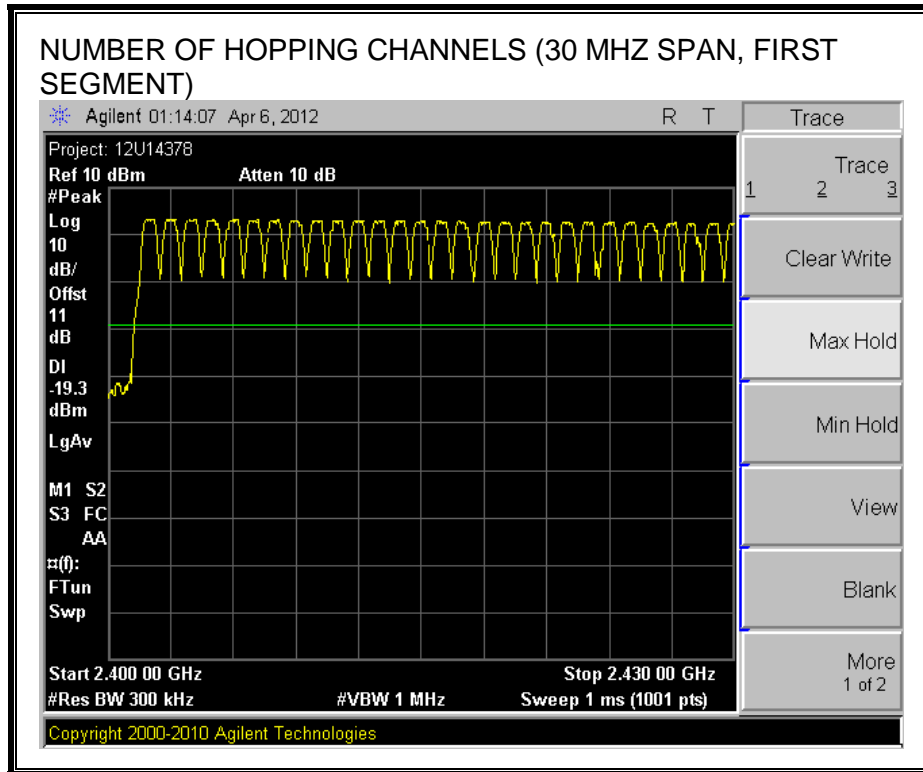 NUMBER OF HOPPING CHANNELS (30 MHZ SPAN, FIRST
SEGMENT)
Agilent 01:14:07 Apr 6, 2012 R T
Project: 12U14378
Ref 10 dBm Atten 10 dB
#Peak
Log
10
dB/
Offst
11
dB
DI
-19.3
dBm
LgAv
M1 S2
S3 FC
AA
¤(f):
FTun
Swp
Start 2.400 00 GHz Stop 2.430 00 GHz
#Res BW 300 kHz #VBW 1 MHz Sweep 1 ms (1001 pts)
Copyright 2000-2010 Agilent Technologies
Trace
Trace
1 2 3
Clear Write
Max Hold
Min Hold
View
Blank
More
1 of 2